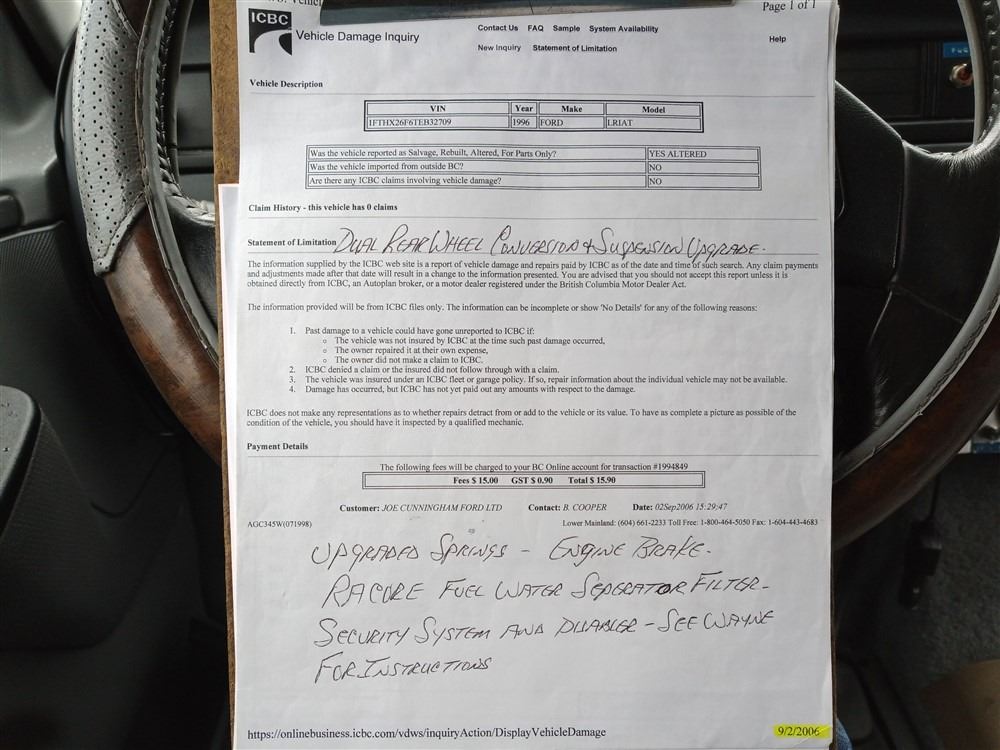 Page 1 of 1
ICBC
Vehicle Damage Inquiry
Contact Us FAQ Sample System Availability
New Inquiry Statement of Limitation
Help
Vehicle Description
VIN Year Make Model
1FTHX26F6TEB32709 1996 FORD LRIAT
Was the vehicle reported as Salvage, Rebuilt, Altered, For Parts Only? YES ALTERED
Was the vehicle imported from outside BC? NO
Are there any ICBC claims involving vehicle damage? NO
Claim History - this vehicle has 0 claims
Statement of Limitation DUAL REAR WHEEL CONVERSION & SUSPENSION UPGRADE.
The information supplied by the ICBC web site is a report of vehicle damage and repairs paid by ICBC as of the date and time of such search. Any claim payments
and adjustments made after that date will result in a change to the information presented. You are advised that you should not accept this report unless it is
obtained directly from ICBC, an Autoplan broker, or a motor dealer registered under the British Columbia Motor Dealer Act.
The information provided will be from ICBC files only. The information can be incomplete or show 'No Details' for any of the following reasons:
1. Past damage to a vehicle could have gone unreported to ICBC if:
o The vehicle was not insured by ICBC at the time such past damage occurred,
o The owner repaired it at their own expense,
o The owner did not make a claim to ICBC.
2. ICBC denied a claim or the insured did not follow through with a claim.
3. The vehicle was insured under an ICBC fleet or garage policy. If so, repair information about the individual vehicle may not be available.
4. Damage has occurred, but ICBC has not yet paid out any amounts with respect to the damage.
ICBC does not make any representations as to whether repairs detract from or add to the vehicle or its value. To have as complete a picture as possible of the
condition of the vehicle, you should have it inspected by a qualified mechanic.
Payment Details
The following fees will be charged to your BC Online account for transaction #1994849
Fees $ 15.00 GST $ 0.90 Total $ 15.90
Customer: JOE CUNNINGHAM FORD LTD Contact: B. COOPER Date: 02Sep2006 15:29:47
AGC345W(071998) Lower Mainland: (604) 661-2233 Toll Free: 1-800-464-5050 Fax: 1-604-443-4683
UPGRADED SPRINGS - ENGINE BRAKE.
RACORE FUEL WATER SEPERATOR FILTER-
SECURITY SYSTEM AND DISABLER - SEE WAYNE
FOR INSTRUCTIONS
https://onlinebusiness.icbc.com/vdws/inquiryAction/DisplayVehicleDamage 9/2/2006